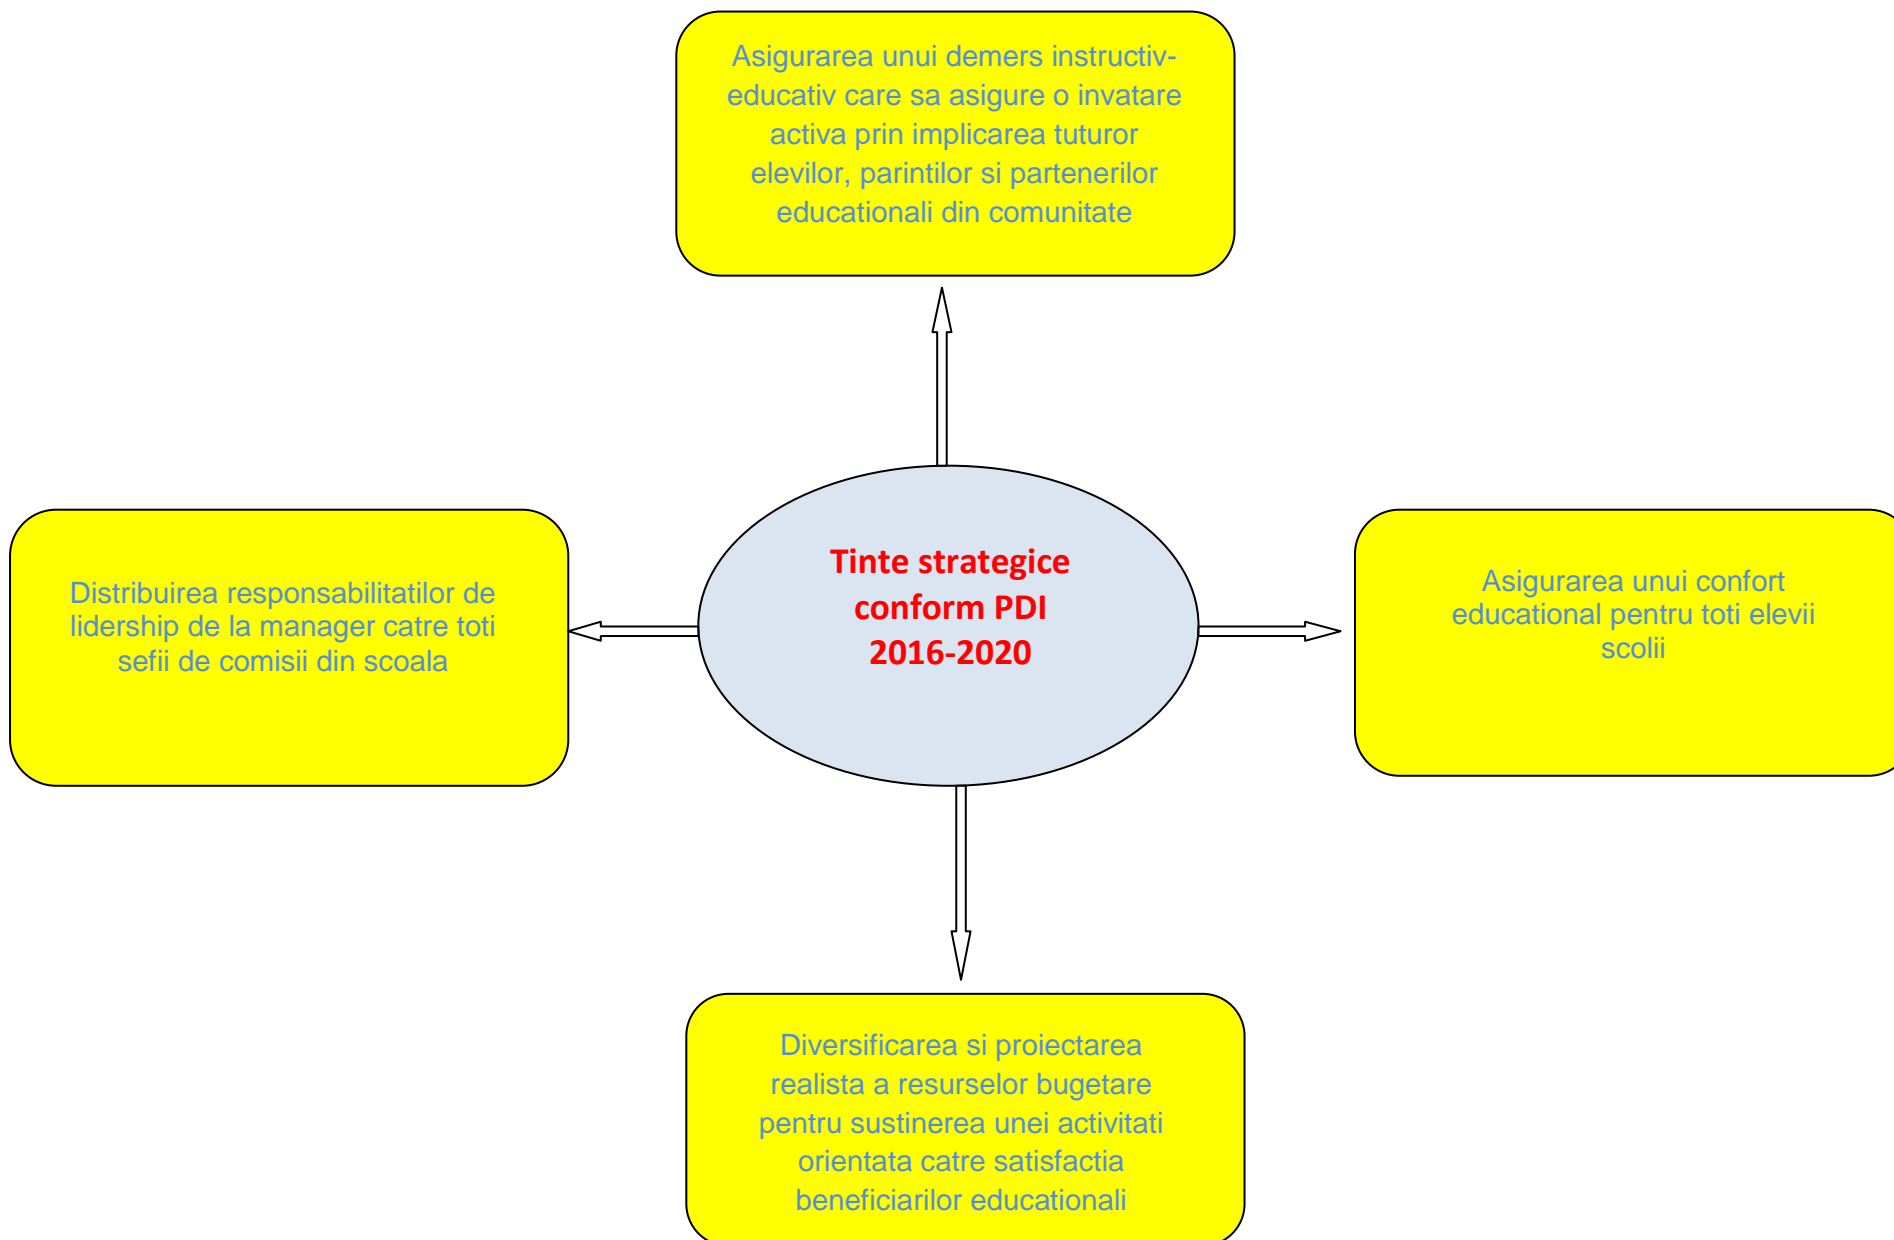 Asigurarea unui demers instructiv-
educativ care sa asigure o invatare
activa prin implicarea tuturor
elevilor, parintilor si partenerilor
educationali din comunitate
Distribuirea responsabilitatilor de
lidership de la manager catre toti
sefii de comisii din scoala
Tinte strategice
conform PDI
2016-2020
Asigurarea unui confort
educational pentru toti elevii
scolii
Diversificarea si proiectarea
realista a resurselor bugetare
pentru sustinerea unei activitati
orientata catre satisfactia
beneficiarilor educationali